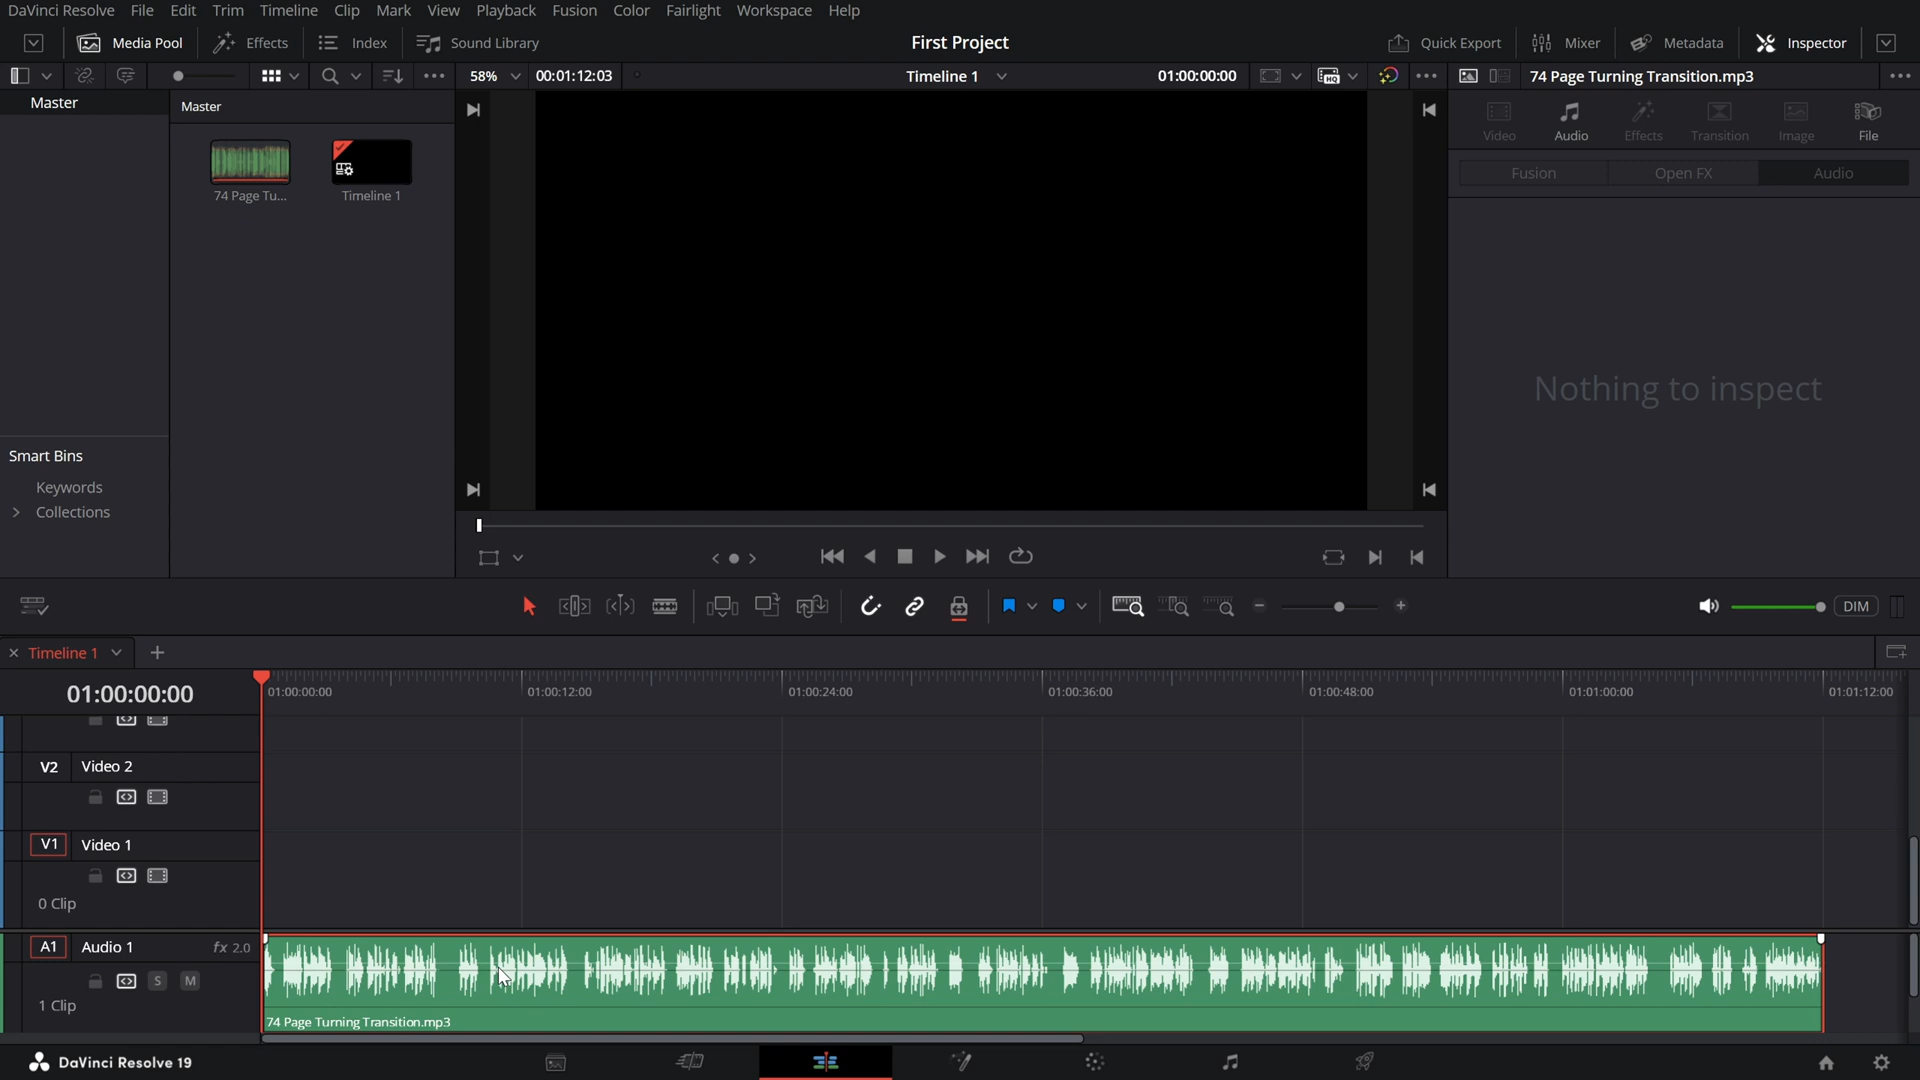 DaVinci Resolve File Edit Trim Timeline Clip Mark View Playback Fusion Color Fairlight Workspace Help
Media Pool Effects Index Sound Library First Project Quick Export Mixer Metadata Inspector
58% 00:01:12:03 Timeline 1 01:00:00:00 HQ 74 Page Turning Transition.mp3
Master Master
Video Audio Effects Transition Image File
Fusion Open FX Audio
74 Page Tu... Timeline 1
Nothing to inspect
Smart Bins
Keywords
Collections
DIM
Timeline 1
01:00:00:00 01:00:00:00 01:00:12:00 01:00:24:00 01:00:36:00 01:00:48:00 01:01:00:00 01:01:12:00
V2 Video 2
V1 Video 1
0 Clip
A1 Audio 1 fx 2.0
S M
1 Clip
74 Page Turning Transition.mp3
DaVinci Resolve 19